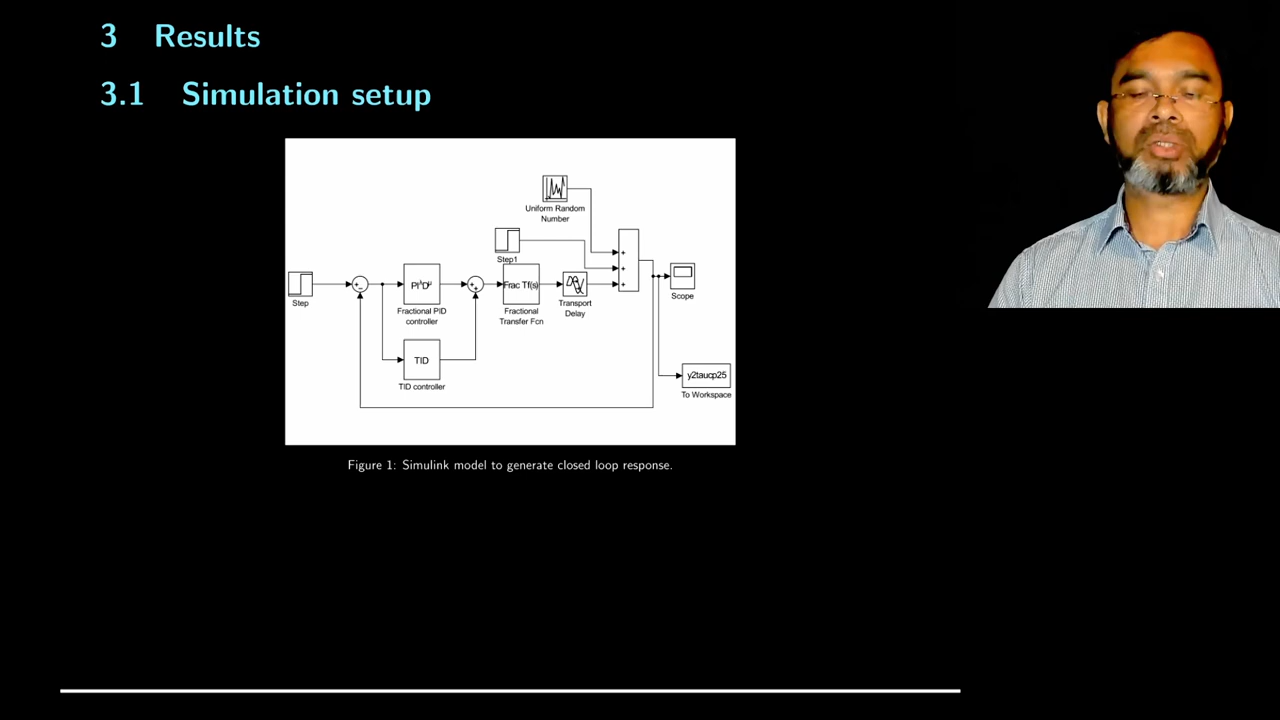 3 Results
3.1 Simulation setup
Uniform Random
Number
Step1
Step
PI^λD^μ
Fractional PID
controller
Frac Tf(s)
Fractional
Transfer Fcn
Transport
Delay
Scope
TID
TID controller
y2taucp25
To Workspace
Figure 1: Simulink model to generate closed loop response.